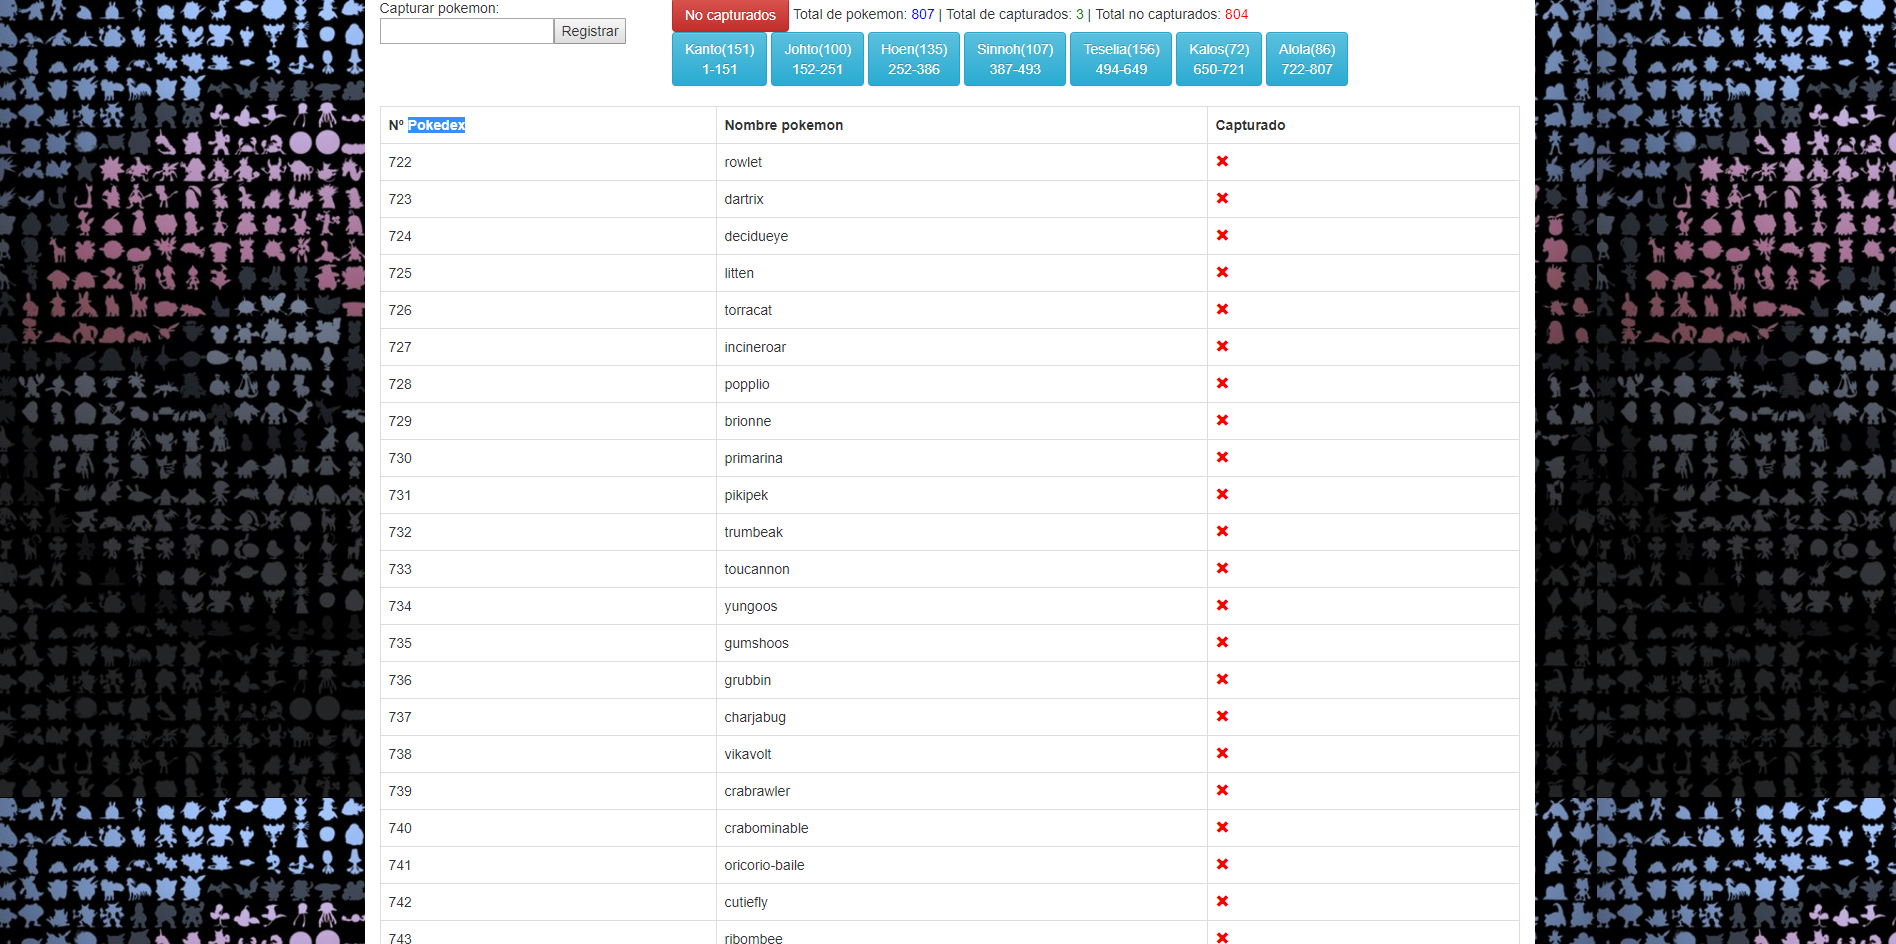 Capturar pokemon:
Registrar
No capturados Total de pokemon: 807 | Total de capturados: 3 | Total no capturados: 804
Kanto(151) Johto(100) Hoen(135) Sinnoh(107) Teselia(156) Kalos(72) Alola(86)
1-151 152-251 252-386 387-493 494-649 650-721 722-807
Nº Pokedex Nombre pokemon Capturado
722 rowlet
723 dartrix
724 decidueye
725 litten
726 torracat
727 incineroar
728 popplio
729 brionne
730 primarina
731 pikipek
732 trumbeak
733 toucannon
734 yungoos
735 gumshoos
736 grubbin
737 charjabug
738 vikavolt
739 crabrawler
740 crabominable
741 oricorio-baile
742 cutiefly
743 ribombee